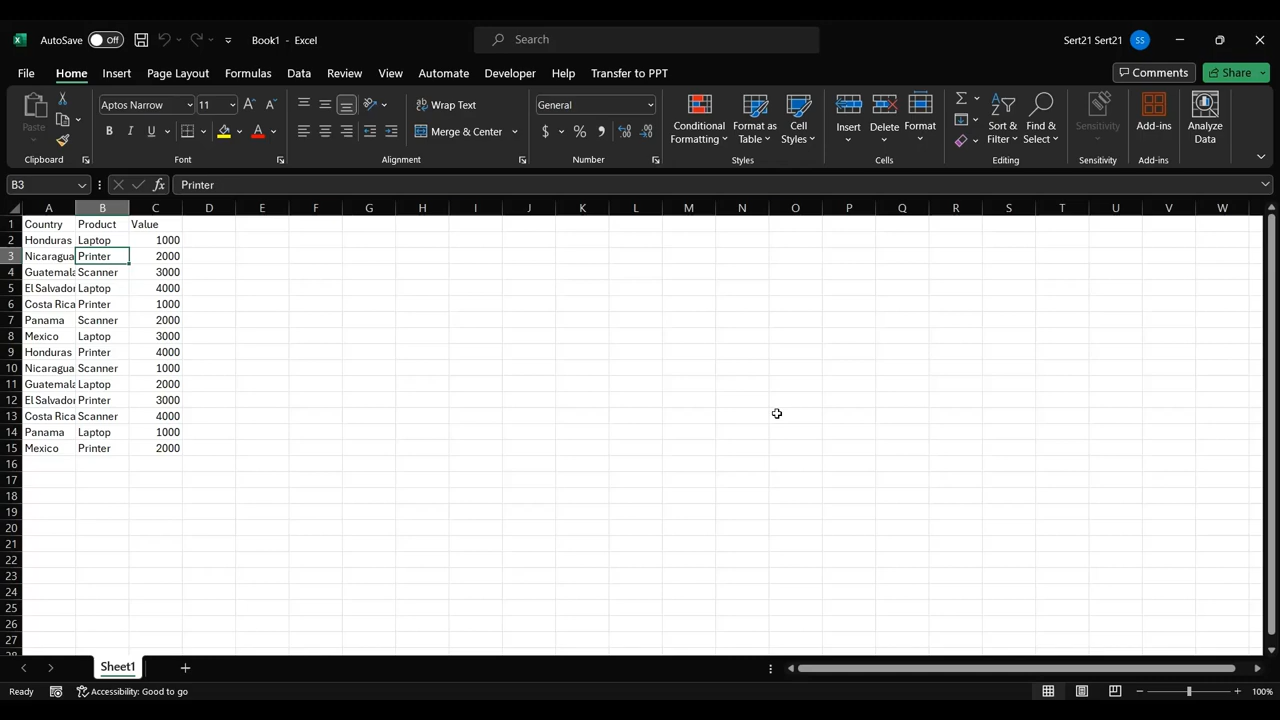 AutoSave Off Book1 - Excel Search Sert21 Sert21 SS
File Home Insert Page Layout Formulas Data Review View Automate Developer Help Transfer to PPT Comments Share
Paste Aptos Narrow 11 A A Wrap Text General Conditional Formatting Format as Table Cell Styles Insert Delete Format Sort & Filter Find & Select Sensitivity Add-ins Analyze Data
B I U A Merge & Center $ % ,
Clipboard Font Alignment Number Styles Cells Editing Sensitivity Add-ins
B3 fx Printer
A B C D E F G H I J K L M N O P Q R S T U V W
1 Country Product Value
2 Honduras Laptop 1000
3 Nicaragua Printer 2000
4 Guatemala Scanner 3000
5 El Salvador Laptop 4000
6 Costa Rica Printer 1000
7 Panama Scanner 2000
8 Mexico Laptop 3000
9 Honduras Printer 4000
10 Nicaragua Scanner 1000
11 Guatemala Laptop 2000
12 El Salvador Printer 3000
13 Costa Rica Scanner 4000
14 Panama Laptop 1000
15 Mexico Printer 2000
16
17
18
19
20
21
22
23
24
25
26
27
28
Sheet1
Ready Accessibility: Good to go 100%